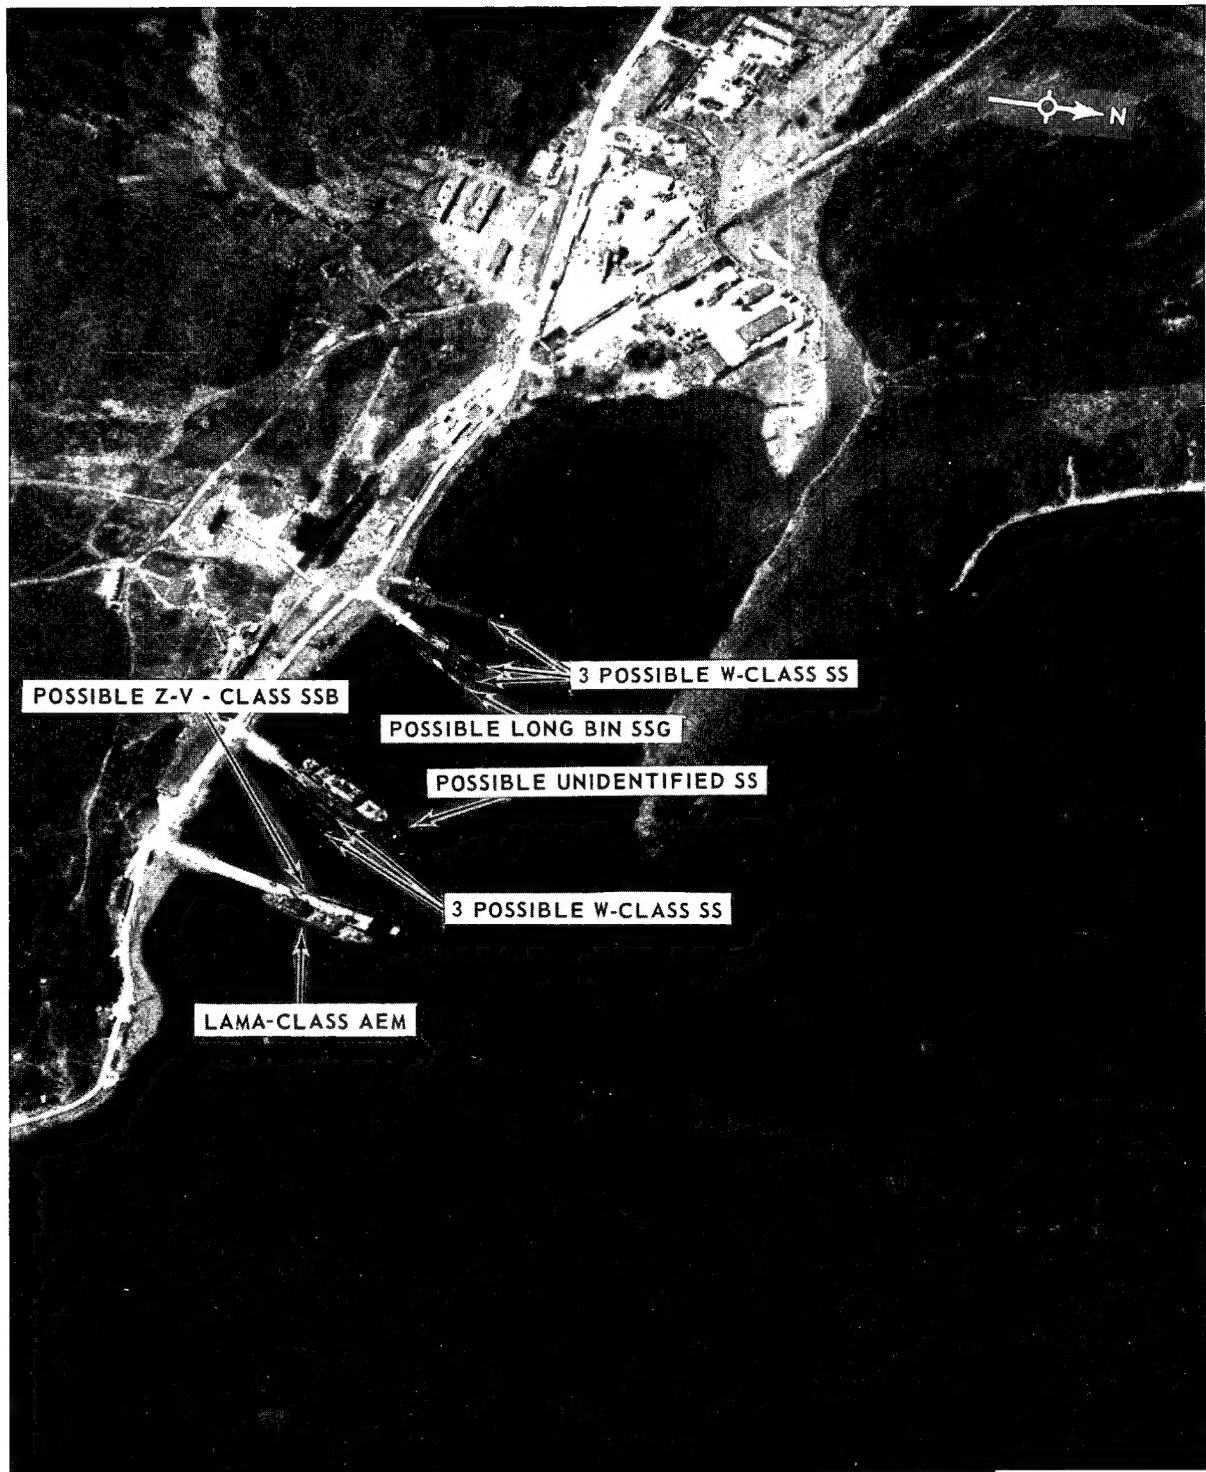 N
3 POSSIBLE W-CLASS SS
POSSIBLE Z-V - CLASS SSB
POSSIBLE LONG BIN SSG
POSSIBLE UNIDENTIFIED SS
3 POSSIBLE W-CLASS SS
LAMA-CLASS AEM